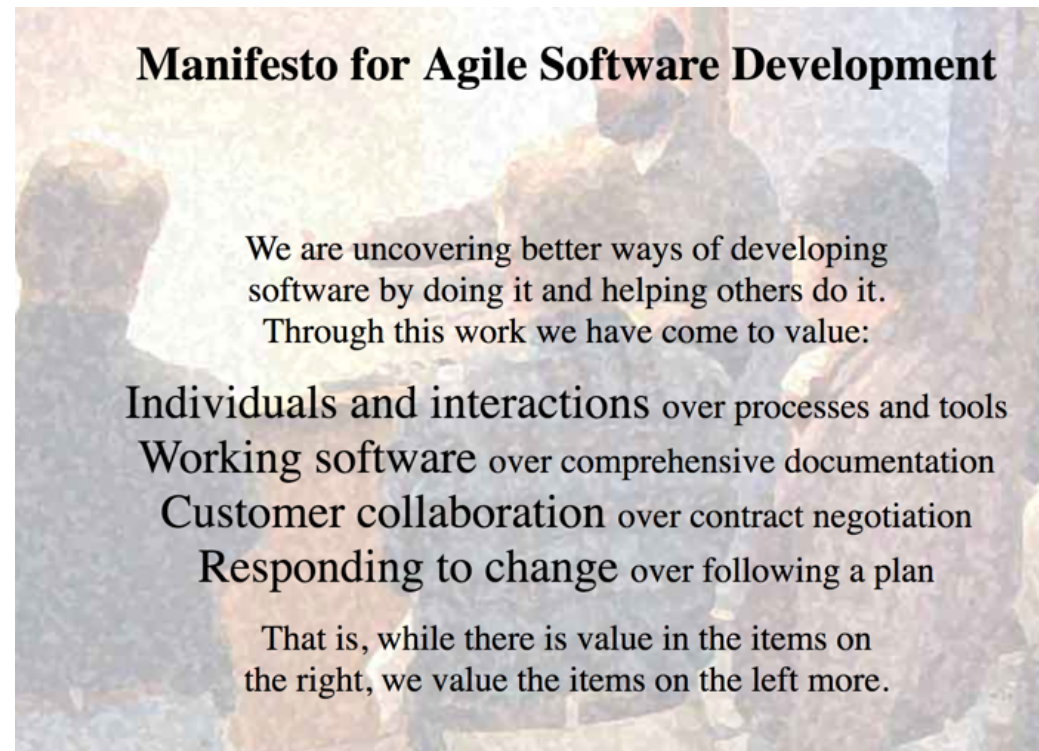 Manifesto for Agile Software Development
We are uncovering better ways of developing
software by doing it and helping others do it.
Through this work we have come to value:
Individuals and interactions over processes and tools
Working software over comprehensive documentation
Customer collaboration over contract negotiation
Responding to change over following a plan
That is, while there is value in the items on
the right, we value the items on the left more.